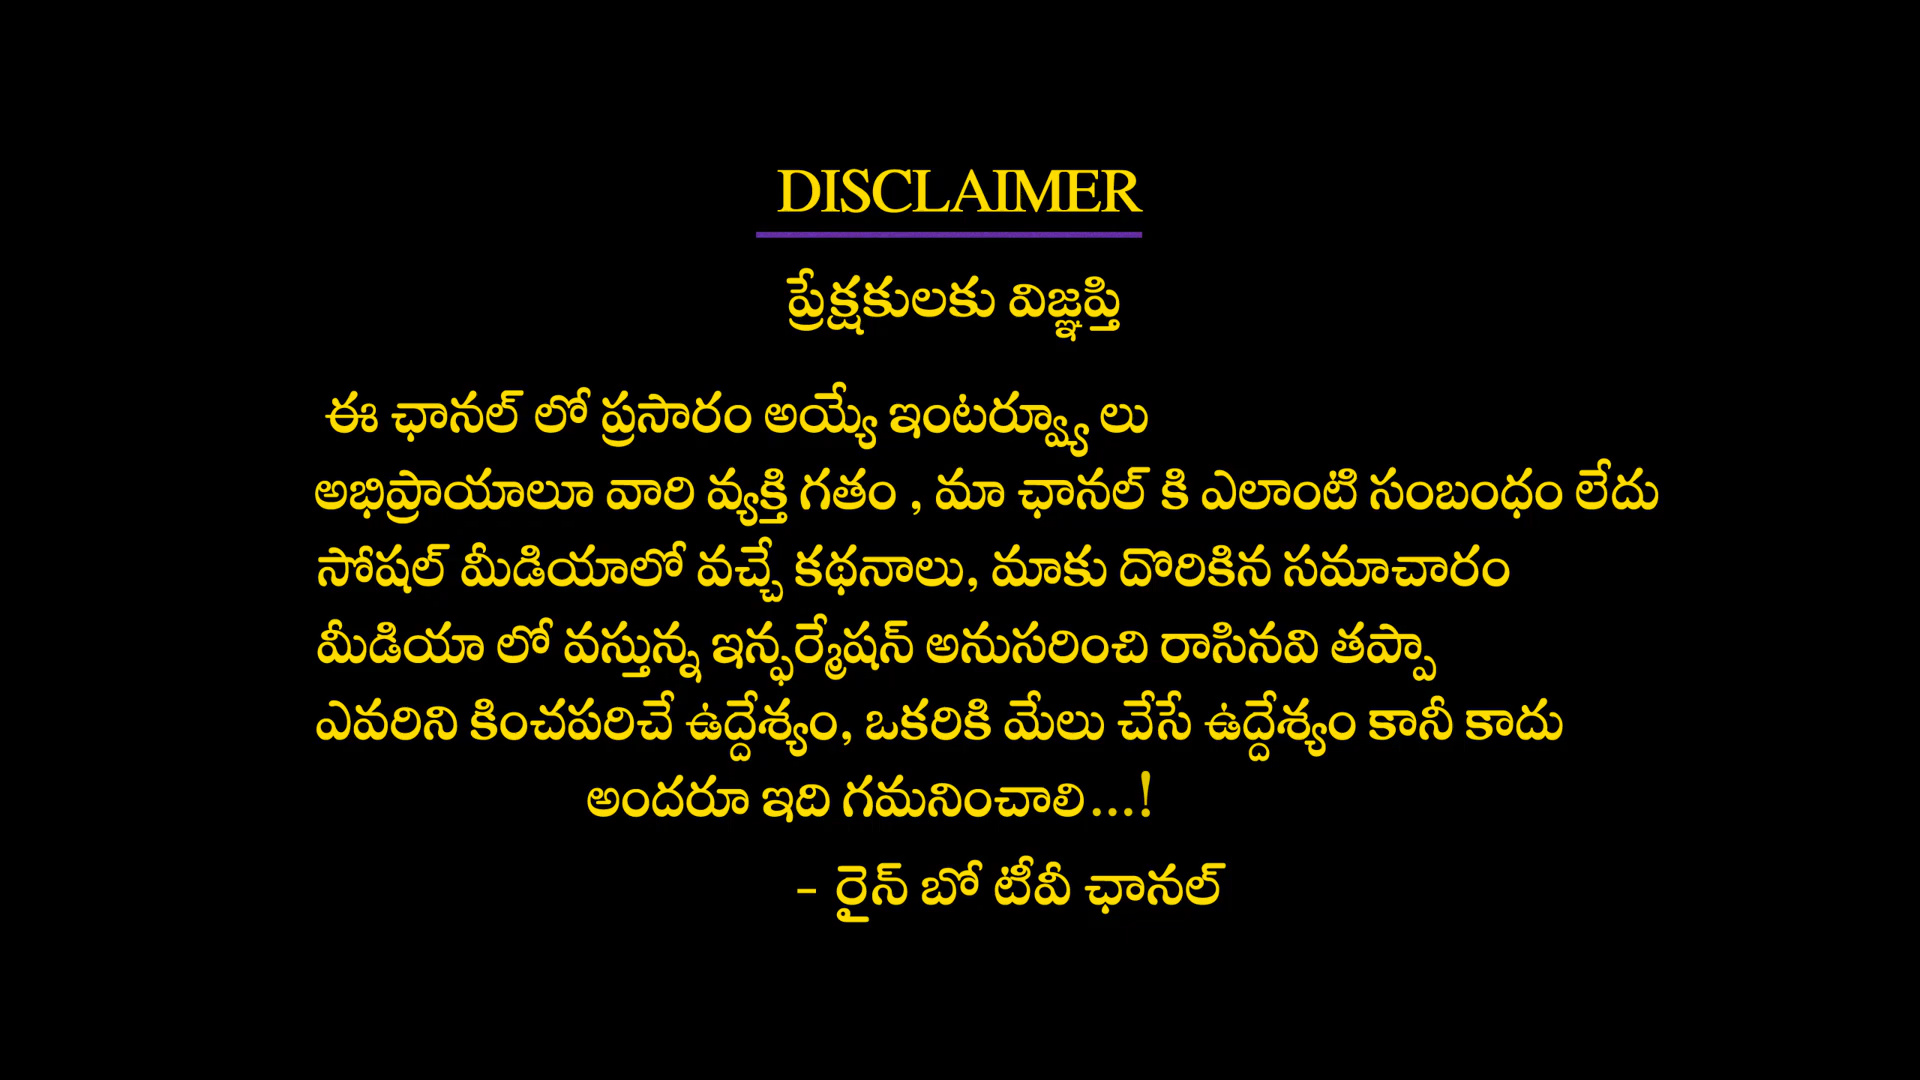 DISCLAIMER
ప్రేక్షకులకు విజ్ఞప్తి
ఈ ఛానల్ లో ప్రసారం అయ్యే ఇంటర్వ్యూ లు
అభిప్రాయాలూ వారి వ్యక్తి గతం , మా ఛానల్ కి ఎలాంటి సంబంధం లేదు
సోషల్ మీడియాలో వచ్చే కథనాలు, మాకు దొరికిన సమాచారం
మీడియా లో వస్తున్న ఇన్ఫర్మేషన్ అనుసరించి రాసినవి తప్పా
ఎవరిని కించపరిచే ఉద్దేశ్యం, ఒకరికి మేలు చేసే ఉద్దేశ్యం కానీ కాదు
అందరూ ఇది గమనించాలి...!
- రైన్ బో టీవీ ఛానల్